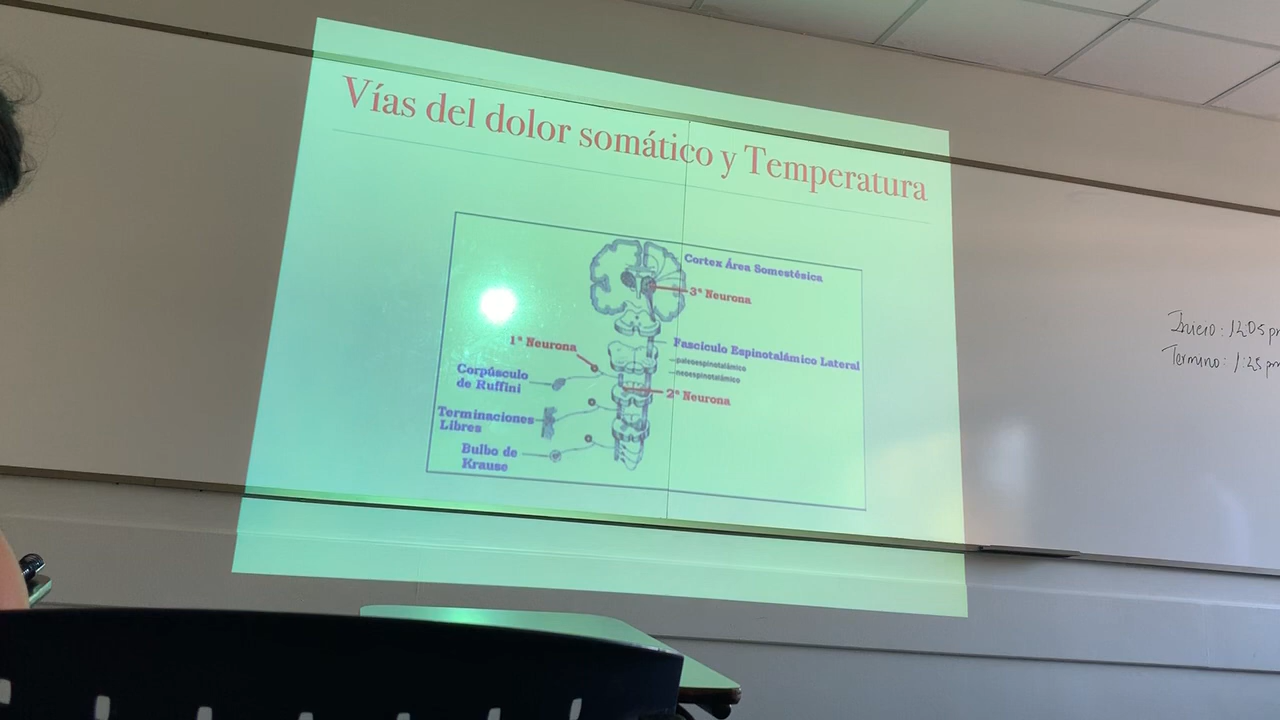 Vías del dolor somático y Temperatura
Cortex Área Somestésica
3ª Neurona
1ª Neurona
Fascículo Espinotalámico Lateral
paleoespinotalámico
neoespinotalámico
Corpúsculo
de Ruffini
2ª Neurona
Terminaciones
Libres
Bulbo de
Krause
Inicio: 12:05 pm
Termino: 1:25 pm